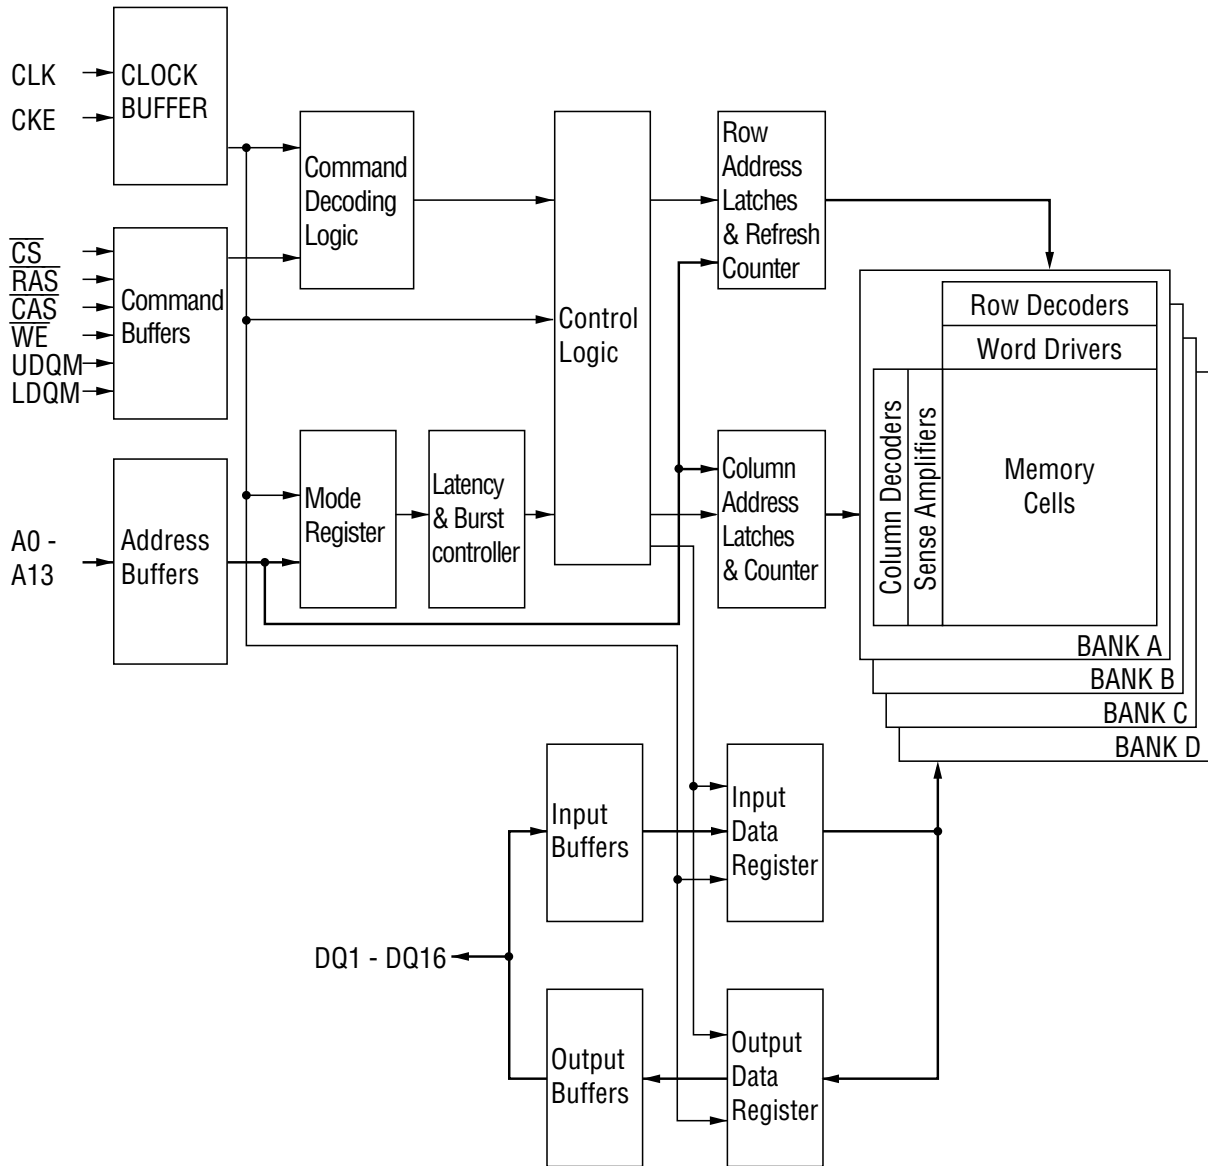 CLK
CKE
CLOCK
BUFFER
CS
RAS
CAS
WE
UDQM
LDQM
Command
Buffers
A0 -
A13
Address
Buffers
Command
Decoding
Logic
Mode
Register
Latency
& Burst
controller
Control
Logic
Row
Address
Latches
& Refresh
Counter
Column
Address
Latches
& Counter
Row Decoders
Word Drivers
Column Decoders
Sense Amplifiers
Memory
Cells
BANK A
BANK B
BANK C
BANK D
Input
Buffers
Input
Data
Register
DQ1 - DQ16
Output
Buffers
Output
Data
Register